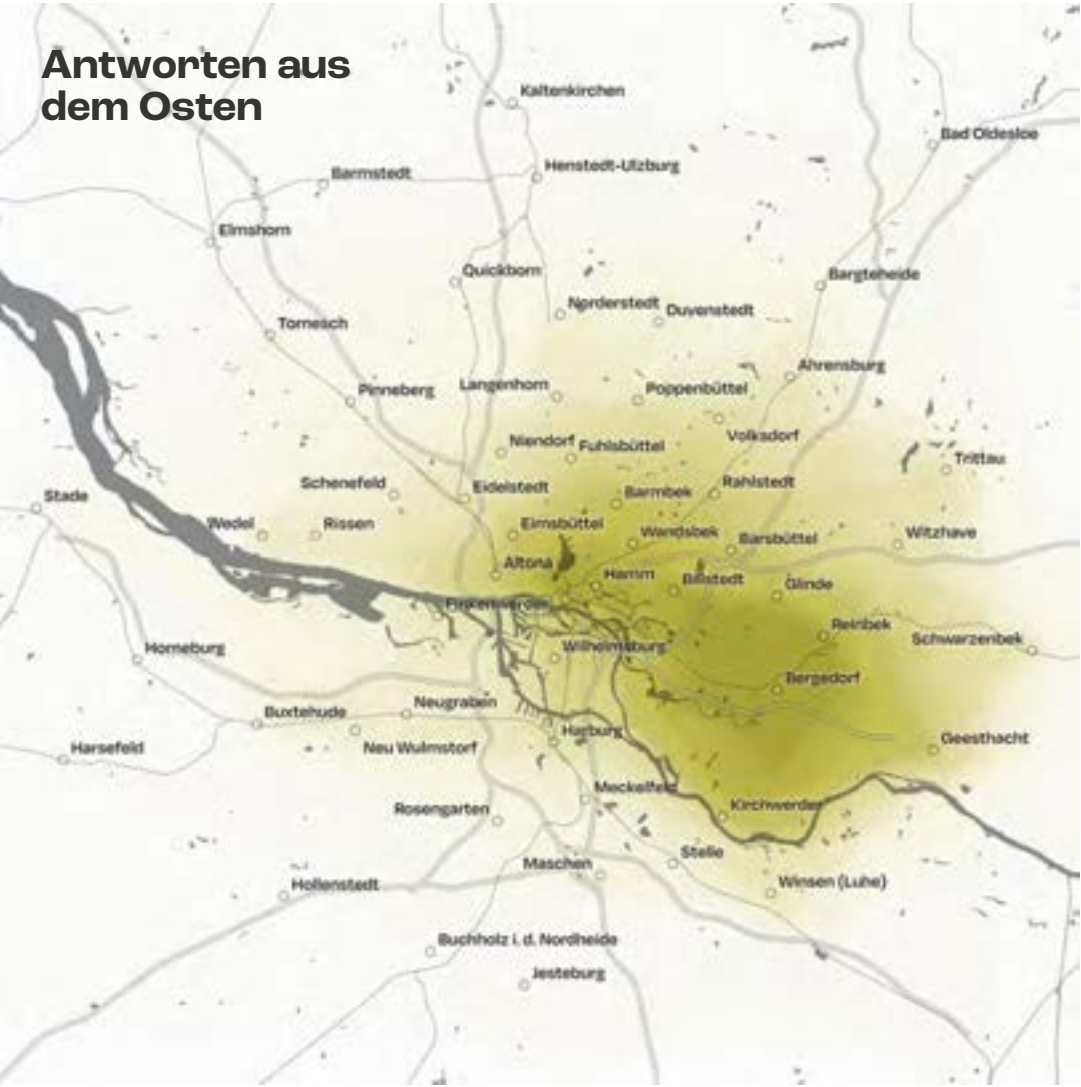 Antworten aus
dem Osten
Kaltenkirchen
Bad Oldesloe
Henstedt-Ulzburg
Barmstedt
Elmshorn
Quickborn
Bargteheide
Norderstedt
Duvenstedt
Tornesch
Ahrensburg
Pinneberg
Langenhorn
Poppenbüttel
Volksdorf
Niendorf
Fuhlsbüttel
Trittau
Schenefeld
Eidelstedt
Barmbek
Rahlstedt
Stade
Wedel
Rissen
Eimsbüttel
Wandsbek
Barsbüttel
Witzhave
Altona
Hamm
Billstedt
Glinde
Finkenwerder
Reinbek
Schwarzenbek
Horneburg
Wilhelmsburg
Bergedorf
Neugraben
Buxtehude
Harburg
Geesthacht
Harsefeld
Neu Wulmstorf
Meckelfeld
Kirchwerder
Rosengarten
Stelle
Maschen
Winsen (Luhe)
Hollenstedt
Buchholz i. d. Nordheide
Jesteburg